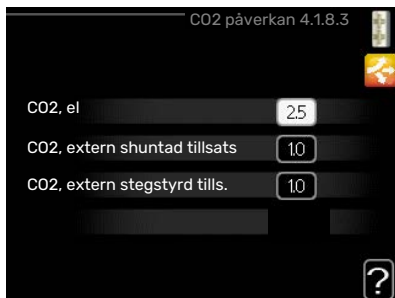 CO2 påverkan 4.1.8.3
CO2, el 2.5
CO2, extern shuntad tillsats 1.0
CO2, extern stegstyrd tills. 1.0
?